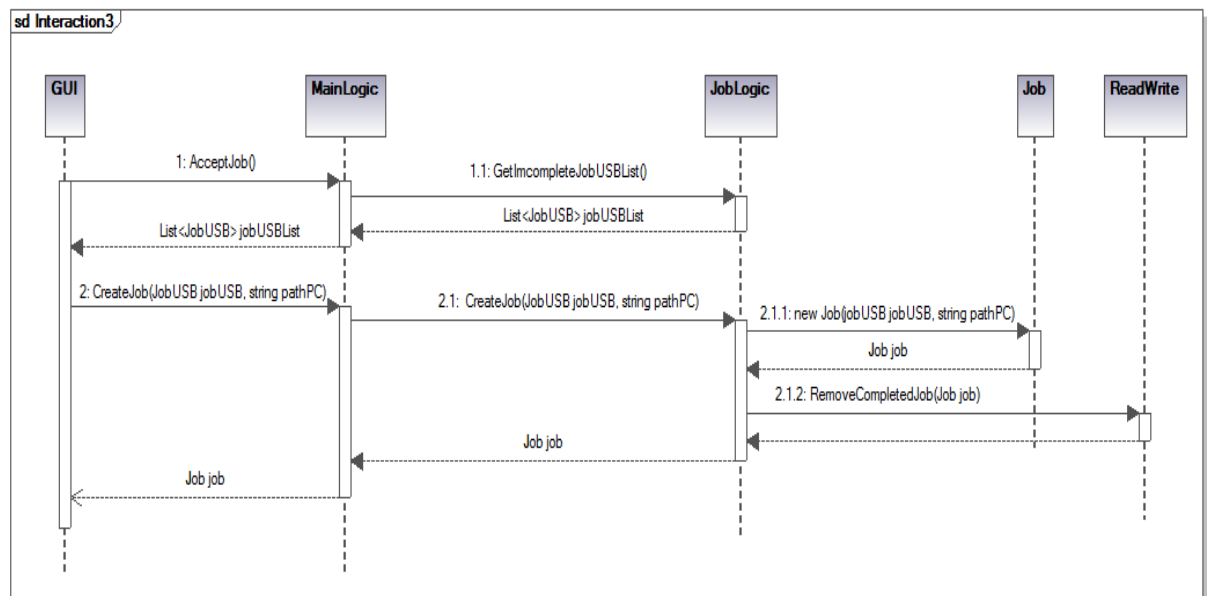 sd Interaction3
GUI
MainLogic
JobLogic
Job
ReadWrite
1: AcceptJob()
1.1: GetImcompleteJobUSBList()
List<JobUSB> jobUSBList
List<JobUSB> jobUSBList
2: CreateJob(JobUSB jobUSB, string pathPC)
2.1: CreateJob(JobUSB jobUSB, string pathPC)
2.1.1: new Job(jobUSB jobUSB, string pathPC)
Job job
2.1.2: RemoveCompletedJob(Job job)
Job job
Job job